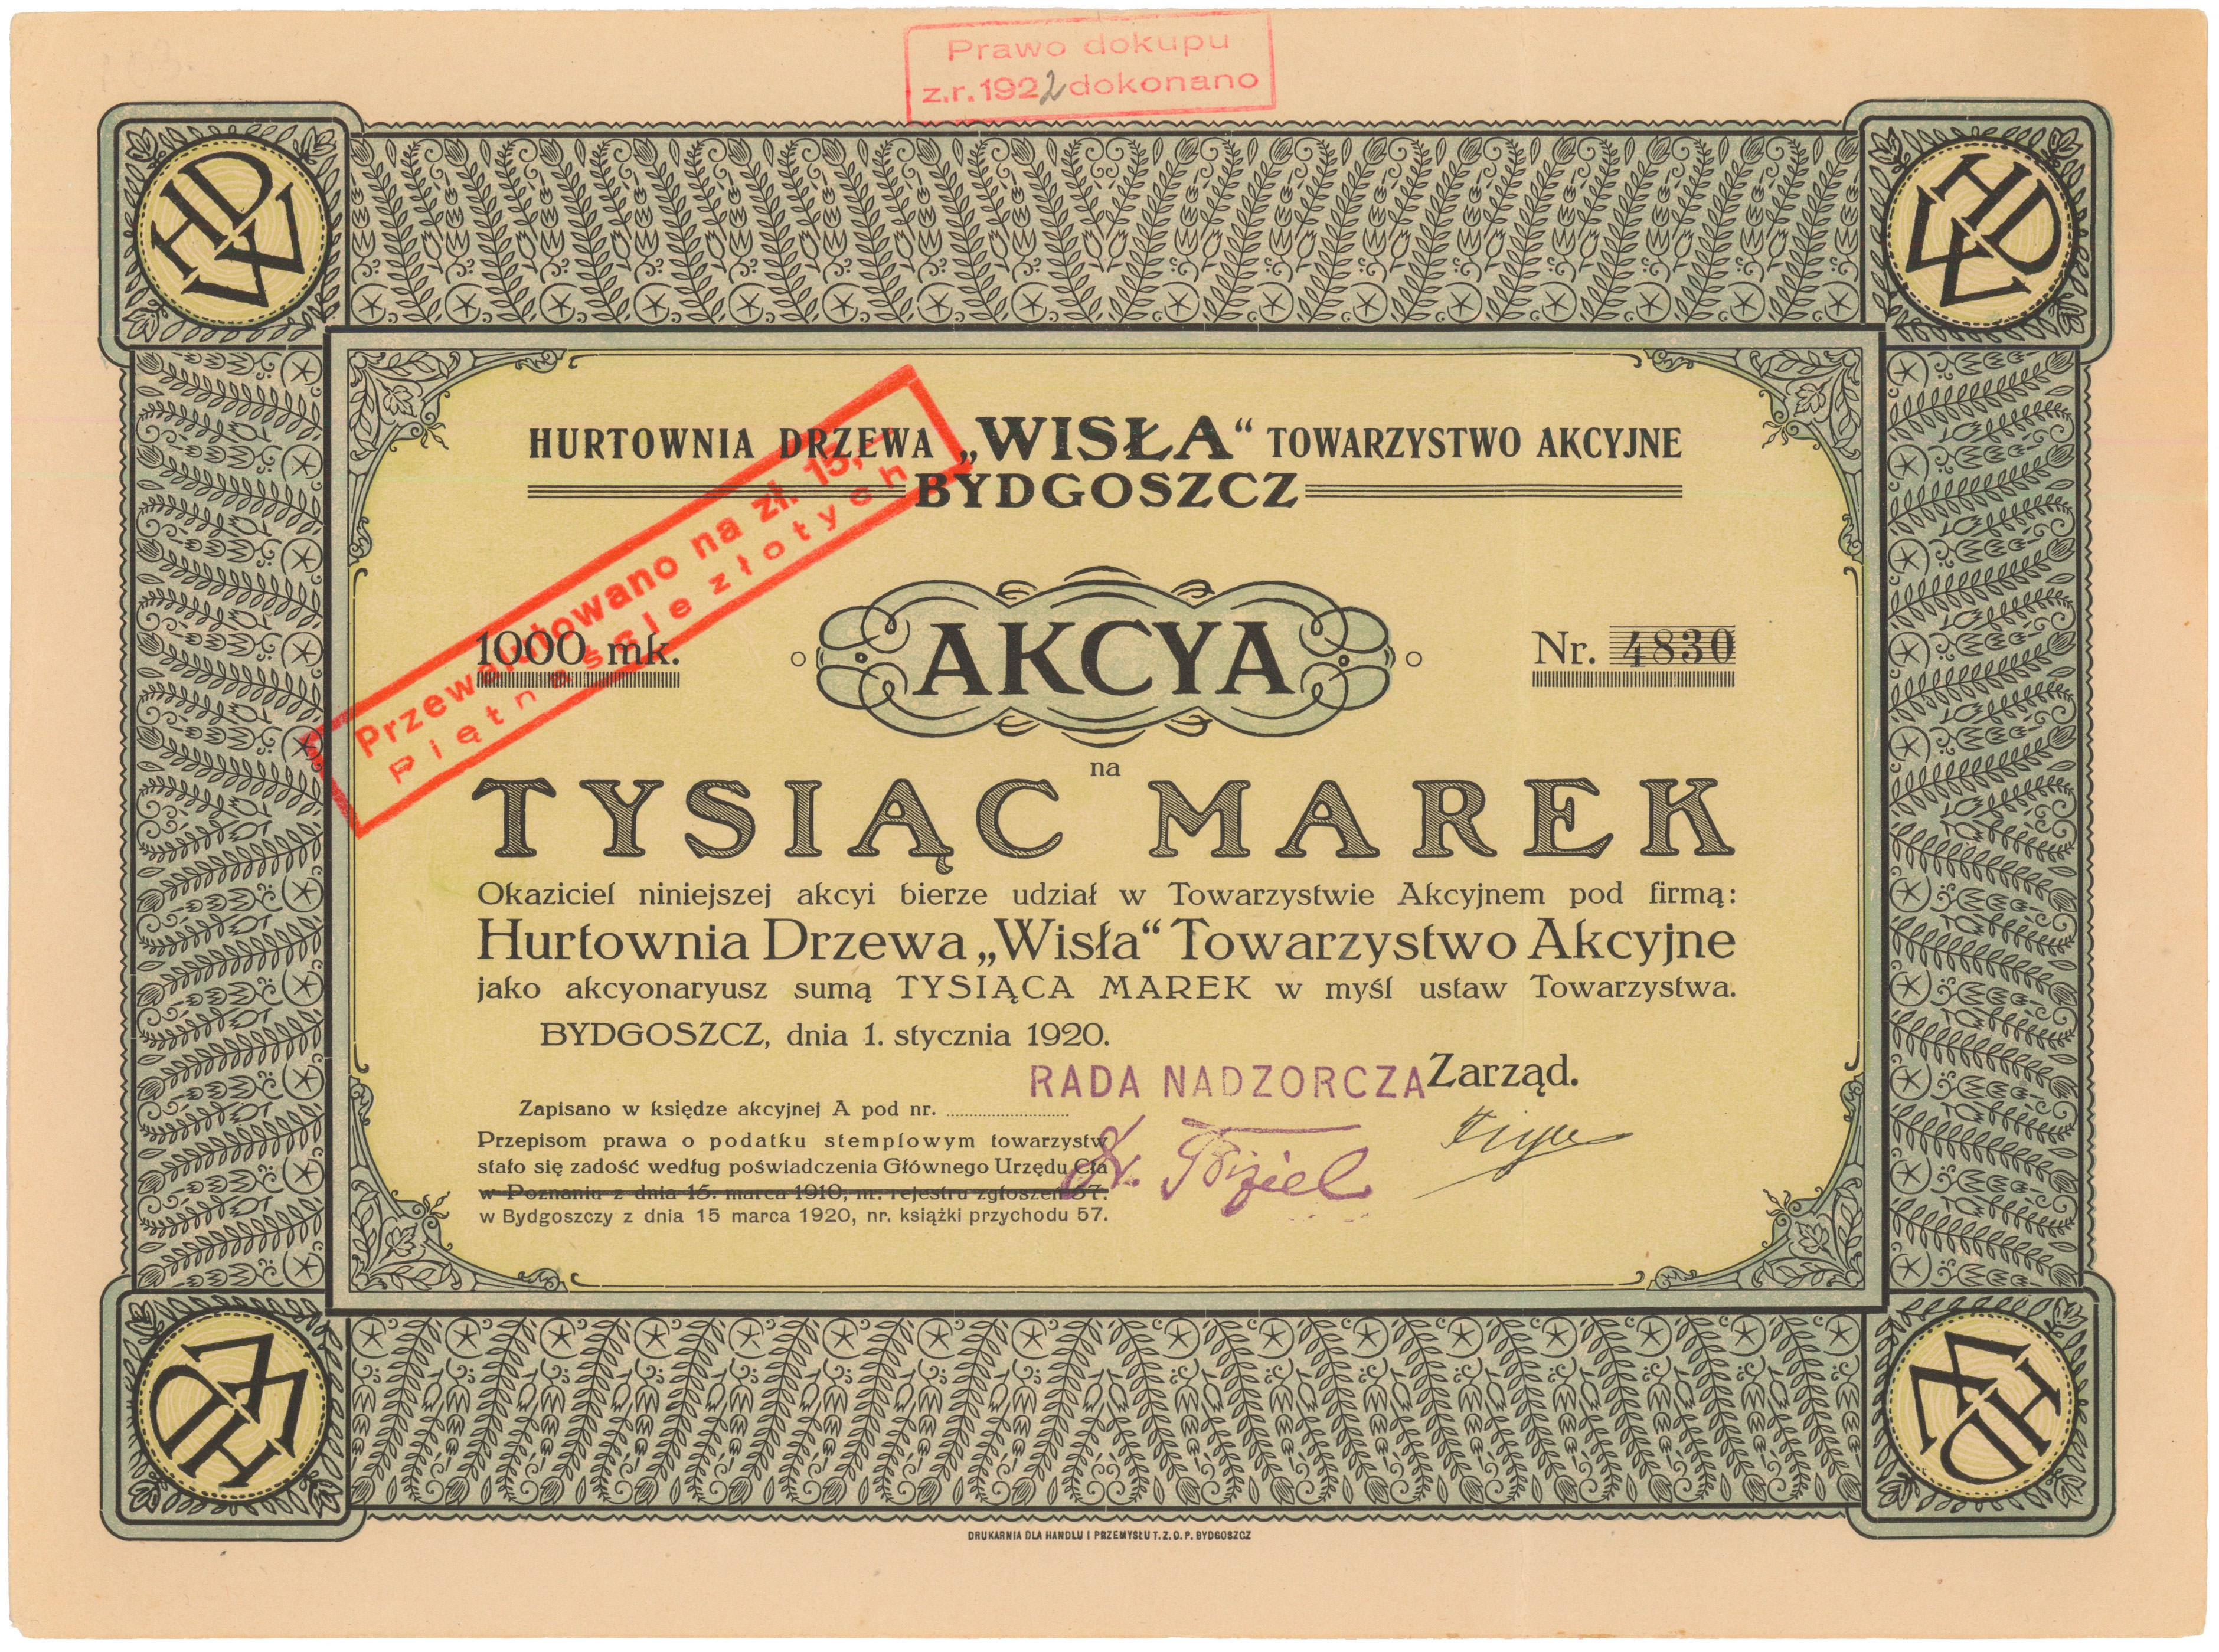 Prawo dokupu
z.r.1922 dokonano
HDW
HDW
HURTOWNIA DRZEWA „WISŁA“ TOWARZYSTWO AKCYJNE
BYDGOSZCZ
Przewalutowano na zł. 15,-
Piętnaście złotych
1000 mk.
AKCYA
Nr. 4830
na
TYSIĄC MAREK
Okaziciel niniejszej akcyi bierze udział w Towarzystwie Akcyjnem pod firmą:
Hurtownia Drzewa „Wisła“ Towarzystwo Akcyjne
jako akcyonaryusz sumą TYSIĄCA MAREK w myśl ustaw Towarzystwa.
BYDGOSZCZ, dnia 1. stycznia 1920.
RADA NADZORCZA
Zarząd.
Zapisano w księdze akcyjnej A pod nr.
Przepisom prawa o podatku stemplowym towarzystw
stało się zadość według poświadczenia Głównego Urzędu Cła
w Poznaniu z dnia 15. marca 1910, nr. rejestru zgłoszeń 57.
w Bydgoszczy z dnia 15 marca 1920, nr. książki przychodu 57.
HDW
HDW
DRUKARNIA DLA HANDLU I PRZEMYSŁU T.Z.O.P. BYDGOSZCZ